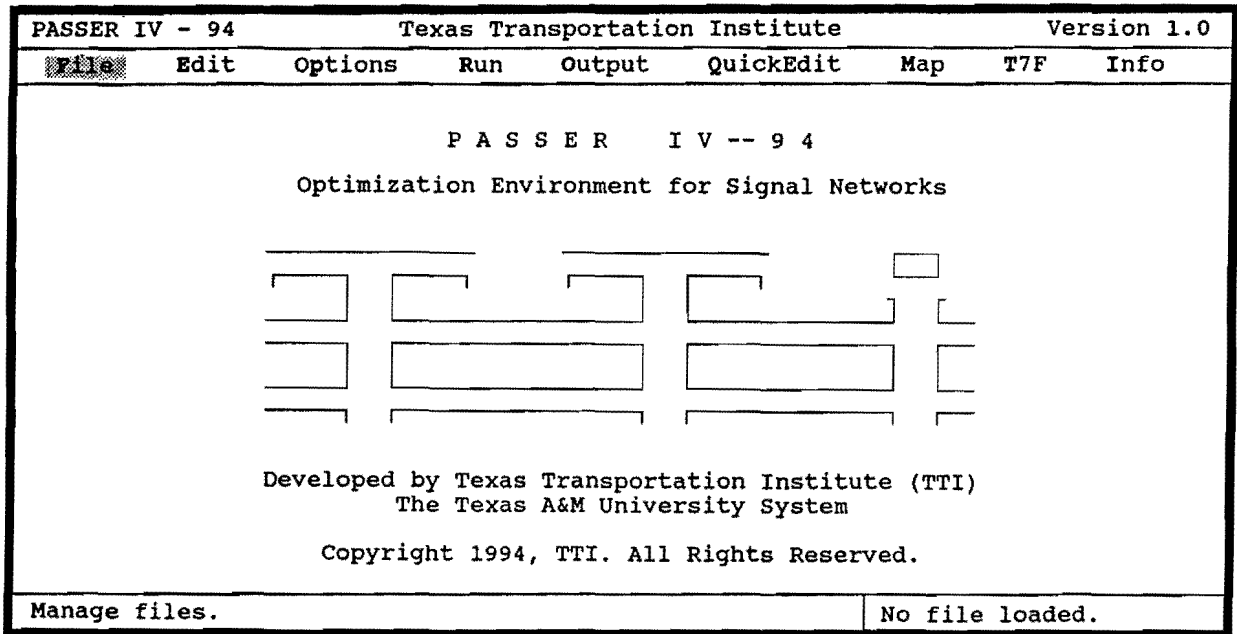 PASSER IV - 94 Texas Transportation Institute Version 1.0
File Edit Options Run Output QuickEdit Map T7F Info
P A S S E R I V -- 9 4
Optimization Environment for Signal Networks
Developed by Texas Transportation Institute (TTI)
The Texas A&M University System
Copyright 1994, TTI. All Rights Reserved.
Manage files. No file loaded.